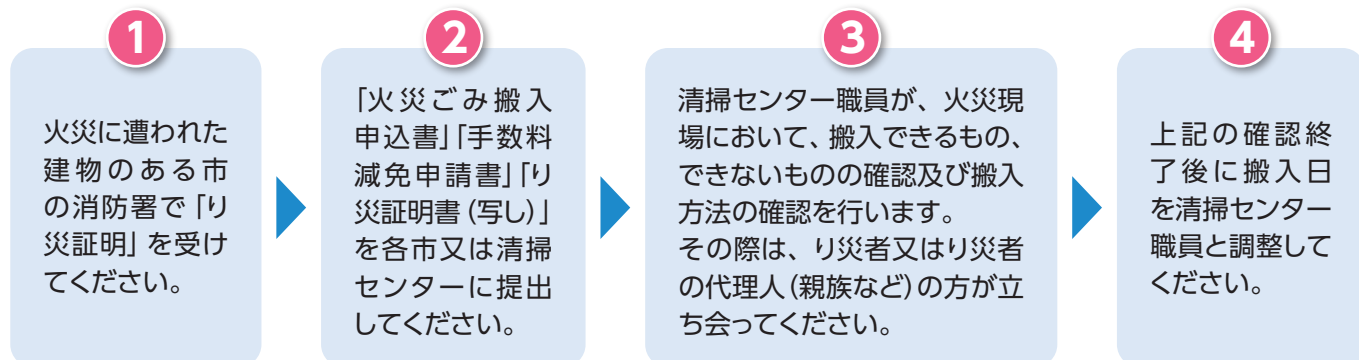 1
火災に遭われた
建物のある市
の消防署で「り
災証明」を受け
てください。
2
「火災ごみ搬入
申込書」「手数料
減免申請書」「り
災証明書(写し)」
を各市又は清掃
センターに提出
してください。
3
清掃センター職員が、火災現
場において、搬入できるもの、
できないものの確認及び搬入
方法の確認を行います。
その際は、り災者又はり災者
の代理人(親族など)の方が立
ち会ってください。
4
上記の確認終
了後に搬入日
を清掃センター
職員と調整して
ください。